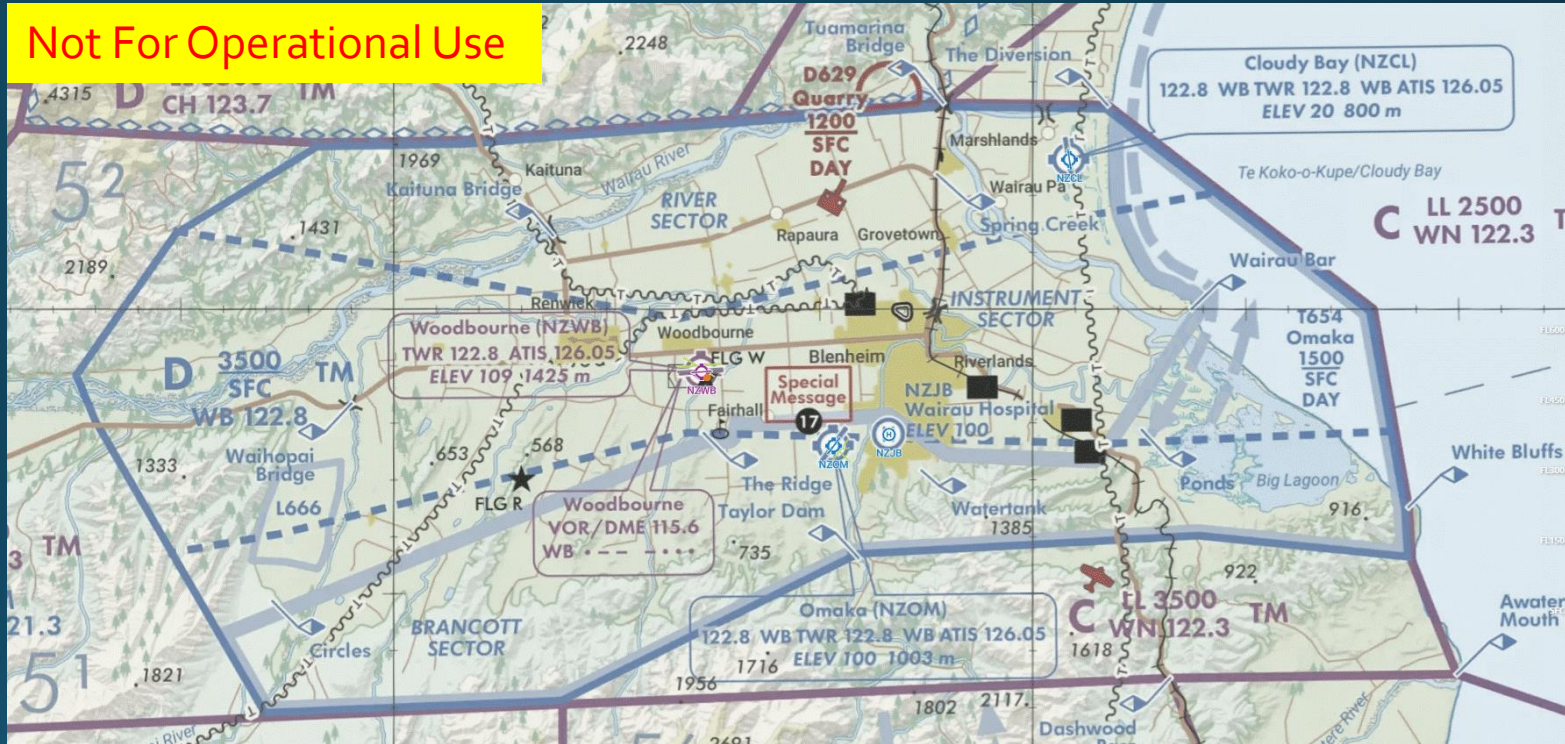 Not For Operational Use
2248
4315
D
CH 123.7
TM
Tuamarina
Bridge
The Diversion
D629
Quarry
1200
SFC
DAY
Cloudy Bay (NZCL)
122.8 WB TWR 122.8 WB ATIS 126.05
ELEV 20 800 m
5²
1969
Kaituna
Kaituna Bridge
Wairau River
RIVER
SECTOR
Marshlands
NZCL
Wairau Pa
Spring Creek
Te Koko-o-Kupe/Cloudy Bay
C
LL 2500
WN 122.3
1431
2189
Rapaura
Grovetown
Wairau Bar
Renwick
INSTRUMENT
SECTOR
Woodbourne (NZWB)
TWR 122.8 ATIS 126.05
ELEV 109 1425 m
Woodbourne
FLG W
NZWB
Blenheim
Riverlands
T654
Omaka
1500
SFC
DAY
FL600
D
3500
SFC
TM
WB 122.8
Special
Message
17
Fairhall
NZJB
Wairau Hospital
ELEV 100
NZOM
NZJB
FL450
Waihopai
Bridge
1333
653
568
FLG R
L666
The Ridge
Taylor Dam
Watertank
1385
Ponds
Big Lagoon
White Bluffs
FL300
916
Woodbourne
VOR/DME 115.6
WB
735
FL150
TM
3
21.3
5¹
1821
Circles
BRANCOTT
SECTOR
Omaka (NZOM)
122.8 WB TWR 122.8 WB ATIS 126.05
ELEV 100 1003 m
922
C
LL 3500
WN 122.3
TM
1618
Awater
Mouth
1716
1956
1802
2117
Dashwood